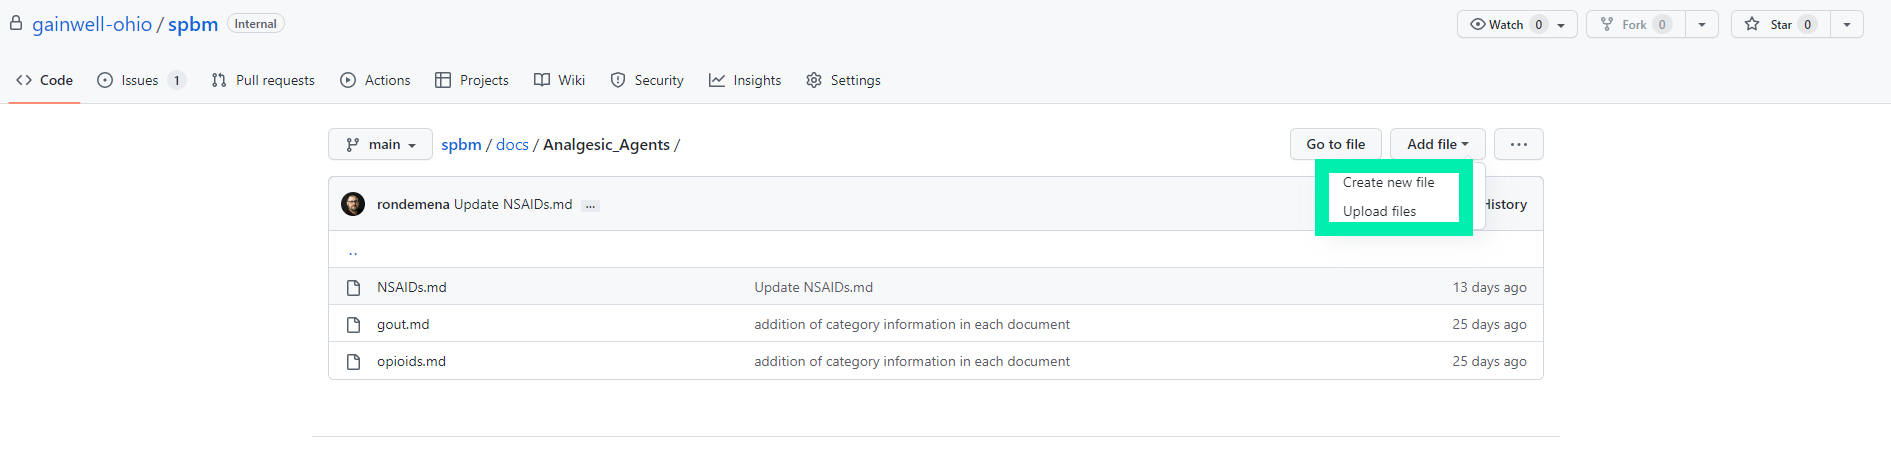 gainwell-ohio / spbm Internal
Watch 0 Fork 0 Star 0
Code Issues 1 Pull requests Actions Projects Wiki Security Insights Settings
main spbm / docs / Analgesic_Agents / Go to file Add file ...
Create new file
Upload files
rondemena Update NSAIDs.md ... History
..
NSAIDs.md Update NSAIDs.md 13 days ago
gout.md addition of category information in each document 25 days ago
opioids.md addition of category information in each document 25 days ago